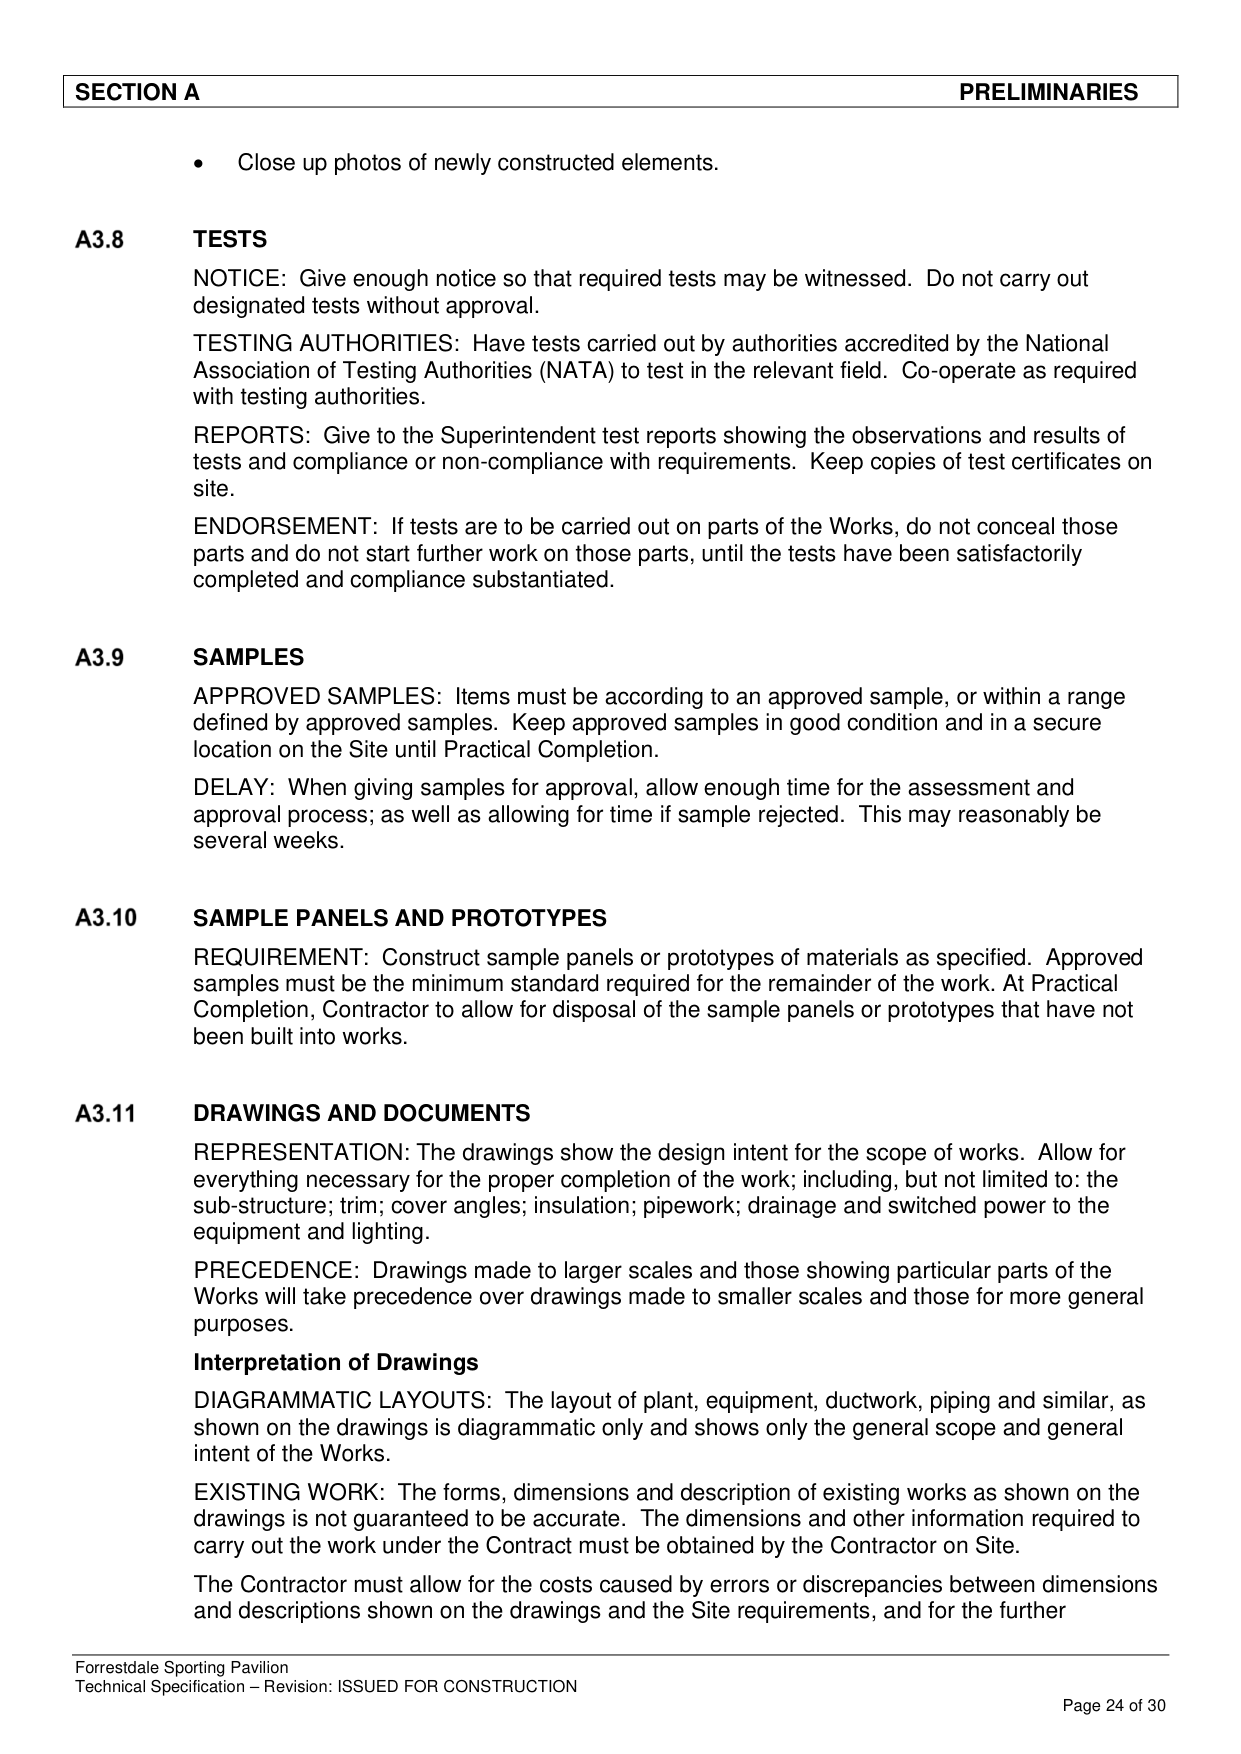 SECTION A PRELIMINARIES
• Close up photos of newly constructed elements.
A3.8 TESTS
NOTICE:  Give enough notice so that required tests may be witnessed.  Do not carry out
designated tests without approval.
TESTING AUTHORITIES:  Have tests carried out by authorities accredited by the National
Association of Testing Authorities (NATA) to test in the relevant field.  Co-operate as required
with testing authorities.
REPORTS:  Give to the Superintendent test reports showing the observations and results of
tests and compliance or non-compliance with requirements.  Keep copies of test certificates on
site.
ENDORSEMENT:  If tests are to be carried out on parts of the Works, do not conceal those
parts and do not start further work on those parts, until the tests have been satisfactorily
completed and compliance substantiated.
A3.9 SAMPLES
APPROVED SAMPLES:  Items must be according to an approved sample, or within a range
defined by approved samples.  Keep approved samples in good condition and in a secure
location on the Site until Practical Completion.
DELAY:  When giving samples for approval, allow enough time for the assessment and
approval process; as well as allowing for time if sample rejected.  This may reasonably be
several weeks.
A3.10 SAMPLE PANELS AND PROTOTYPES
REQUIREMENT:  Construct sample panels or prototypes of materials as specified.  Approved
samples must be the minimum standard required for the remainder of the work. At Practical
Completion, Contractor to allow for disposal of the sample panels or prototypes that have not
been built into works.
A3.11 DRAWINGS AND DOCUMENTS
REPRESENTATION: The drawings show the design intent for the scope of works.  Allow for
everything necessary for the proper completion of the work; including, but not limited to: the
sub-structure; trim; cover angles; insulation; pipework; drainage and switched power to the
equipment and lighting.
PRECEDENCE:  Drawings made to larger scales and those showing particular parts of the
Works will take precedence over drawings made to smaller scales and those for more general
purposes.
Interpretation of Drawings
DIAGRAMMATIC LAYOUTS:  The layout of plant, equipment, ductwork, piping and similar, as
shown on the drawings is diagrammatic only and shows only the general scope and general
intent of the Works.
EXISTING WORK:  The forms, dimensions and description of existing works as shown on the
drawings is not guaranteed to be accurate.  The dimensions and other information required to
carry out the work under the Contract must be obtained by the Contractor on Site.
The Contractor must allow for the costs caused by errors or discrepancies between dimensions
and descriptions shown on the drawings and the Site requirements, and for the further
Forrestdale Sporting Pavilion
Technical Specification – Revision: ISSUED FOR CONSTRUCTION
Page 24 of 30